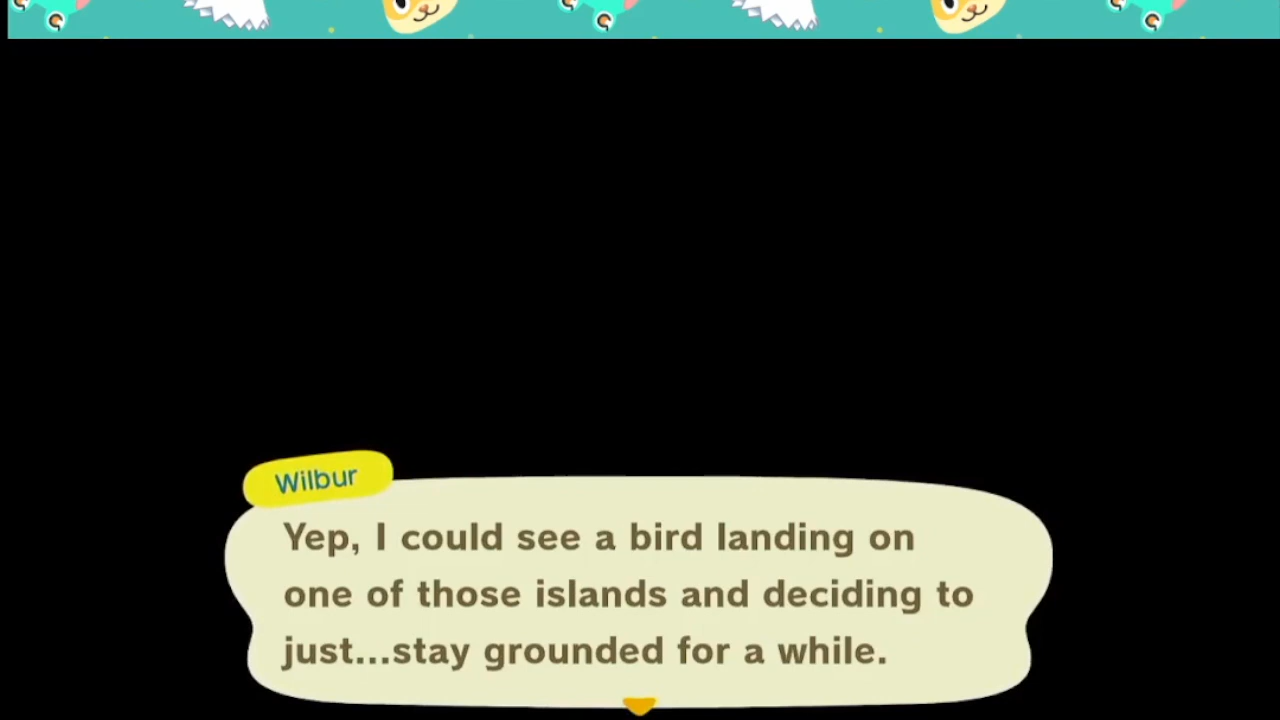 Wilbur
Yep, I could see a bird landing on
one of those islands and deciding to
just...stay grounded for a while.